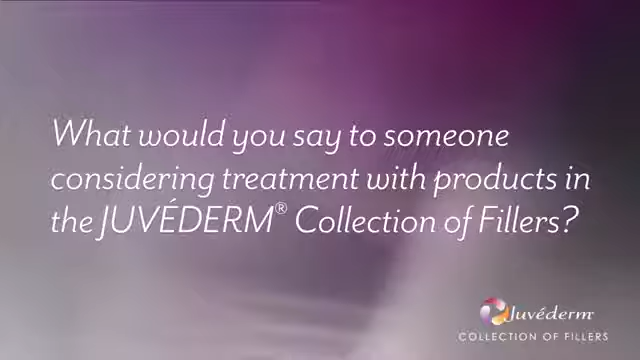 What would you say to someone
considering treatment with products in
the JUVÉDERM® Collection of Fillers?
Juvéderm
COLLECTION OF FILLERS